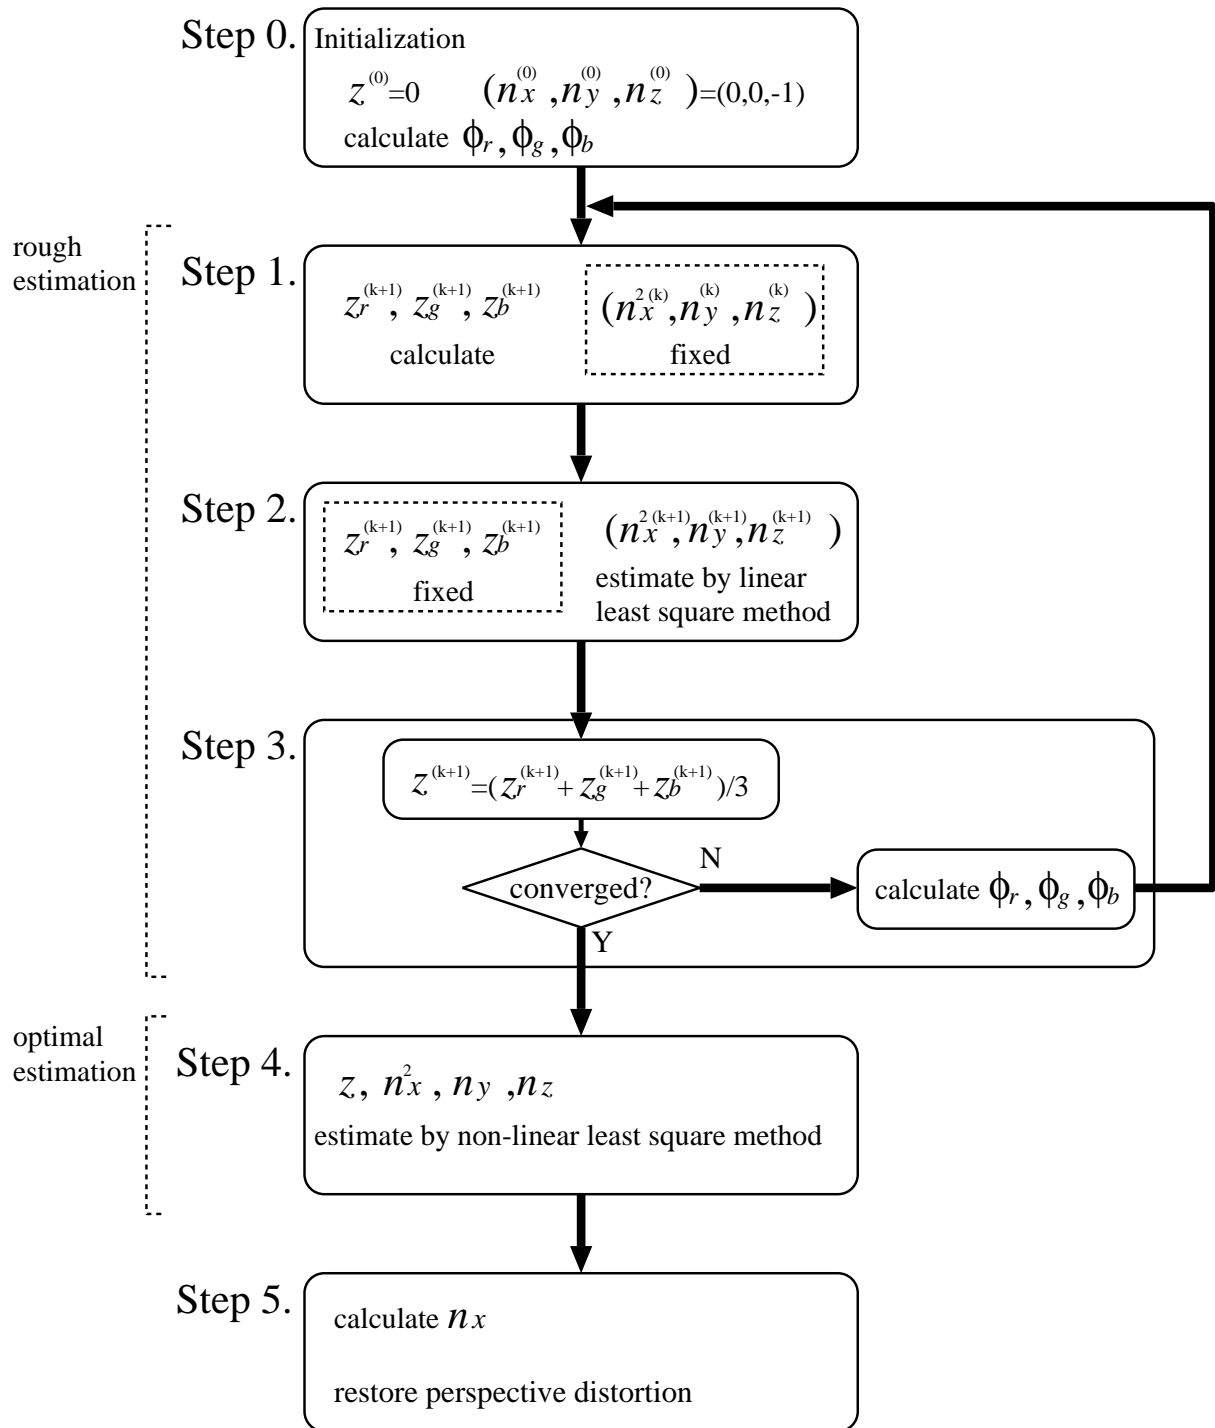 Step 0.
Initialization
z^(0)=0 (n_x^(0), n_y^(0), n_z^(0))=(0,0,-1)
calculate ϕ_r, ϕ_g, ϕ_b
rough
estimation
Step 1.
z_r^(k+1), z_g^(k+1), z_b^(k+1) (n_x^2(k), n_y^(k), n_z^(k))
calculate fixed
Step 2.
z_r^(k+1), z_g^(k+1), z_b^(k+1) (n_x^2(k+1), n_y^(k+1), n_z^(k+1))
fixed
estimate by linear
least square method
Step 3.
z^(k+1)=(z_r^(k+1)+z_g^(k+1)+z_b^(k+1))/3
converged?
N
calculate ϕ_r, ϕ_g, ϕ_b
Y
optimal
estimation
Step 4.
z, n_x^2, n_y, n_z
estimate by non-linear least square method
Step 5.
calculate n_x
restore perspective distortion